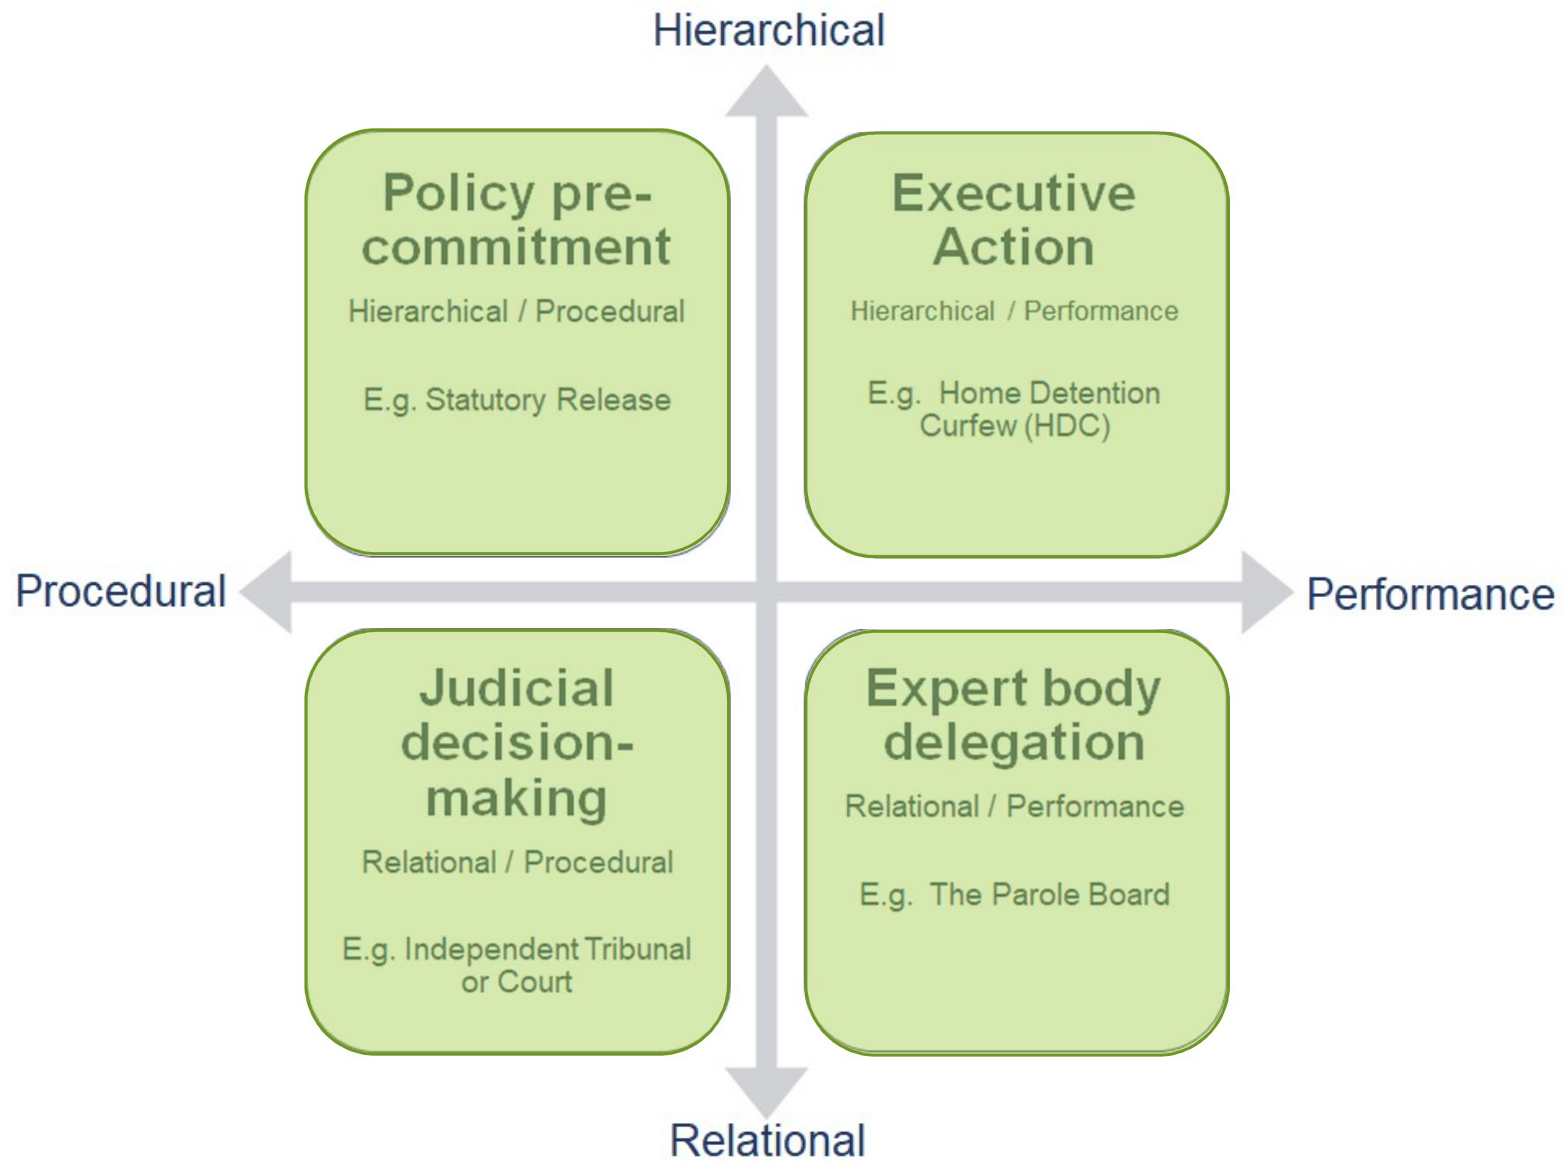 Hierarchical
Policy pre-
commitment
Hierarchical / Procedural
E.g. Statutory Release
Executive
Action
Hierarchical / Performance
E.g. Home Detention
Curfew (HDC)
Procedural
Performance
Judicial
decision-
making
Relational / Procedural
E.g. Independent Tribunal
or Court
Expert body
delegation
Relational / Performance
E.g. The Parole Board
Relational